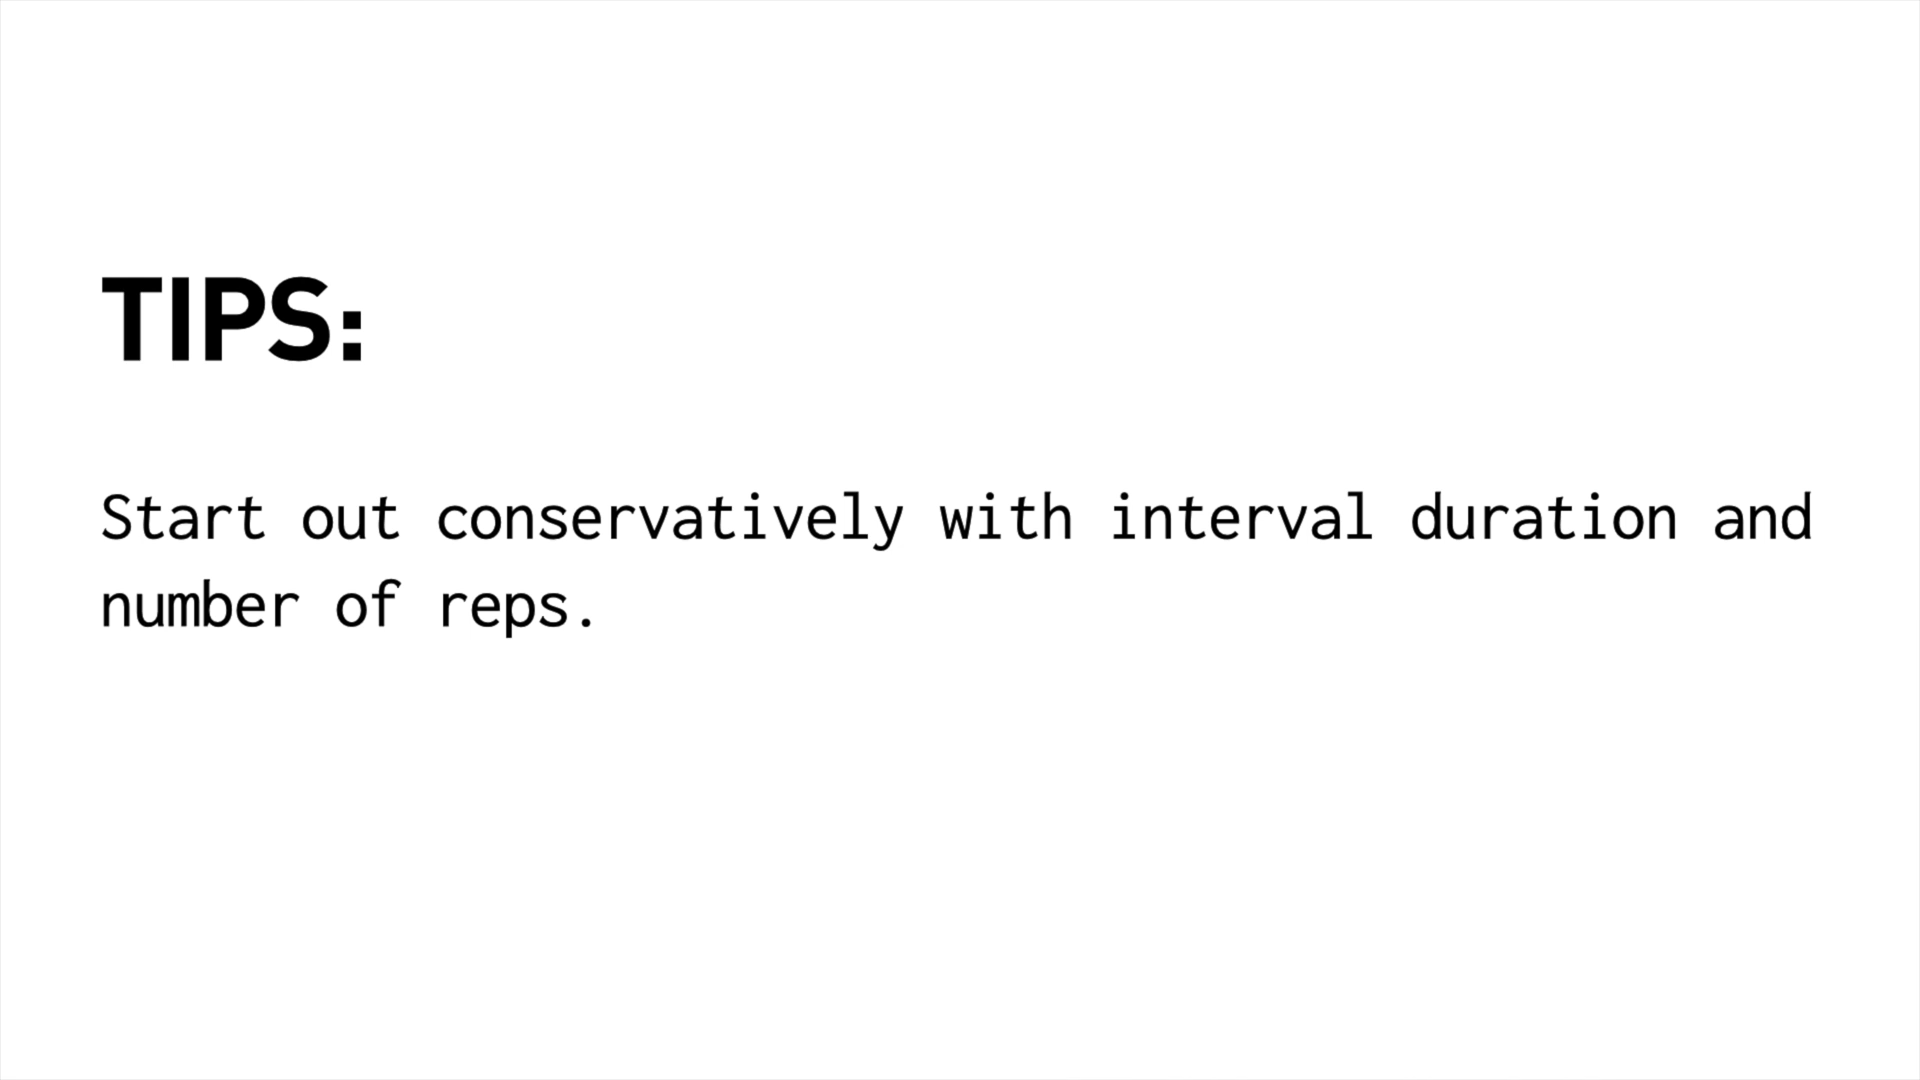 TIPS:
Start out conservatively with interval duration and
number of reps.